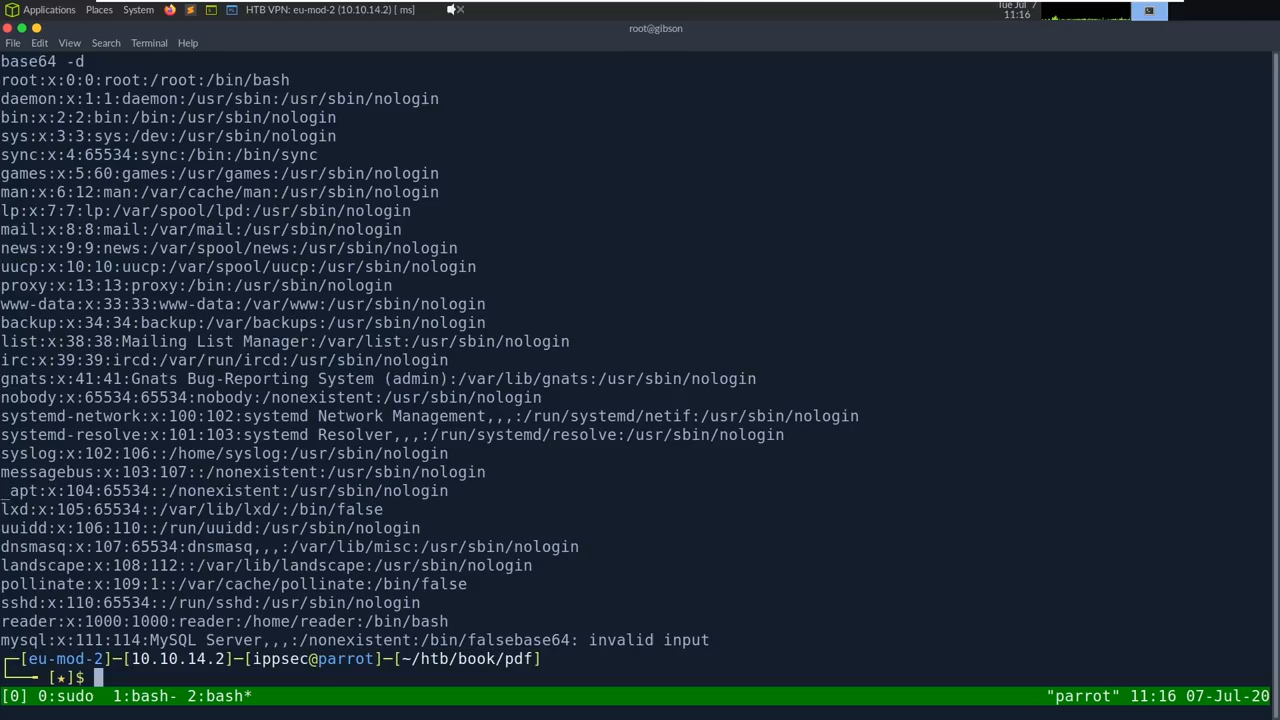 Applications Places System HTB VPN: eu-mod-2 (10.10.14.2) [ ms] Tue Jul 7
11:16
root@gibson
File Edit View Search Terminal Help
base64 -d
root:x:0:0:root:/root:/bin/bash
daemon:x:1:1:daemon:/usr/sbin:/usr/sbin/nologin
bin:x:2:2:bin:/bin:/usr/sbin/nologin
sys:x:3:3:sys:/dev:/usr/sbin/nologin
sync:x:4:65534:sync:/bin:/bin/sync
games:x:5:60:games:/usr/games:/usr/sbin/nologin
man:x:6:12:man:/var/cache/man:/usr/sbin/nologin
lp:x:7:7:lp:/var/spool/lpd:/usr/sbin/nologin
mail:x:8:8:mail:/var/mail:/usr/sbin/nologin
news:x:9:9:news:/var/spool/news:/usr/sbin/nologin
uucp:x:10:10:uucp:/var/spool/uucp:/usr/sbin/nologin
proxy:x:13:13:proxy:/bin:/usr/sbin/nologin
www-data:x:33:33:www-data:/var/www:/usr/sbin/nologin
backup:x:34:34:backup:/var/backups:/usr/sbin/nologin
list:x:38:38:Mailing List Manager:/var/list:/usr/sbin/nologin
irc:x:39:39:ircd:/var/run/ircd:/usr/sbin/nologin
gnats:x:41:41:Gnats Bug-Reporting System (admin):/var/lib/gnats:/usr/sbin/nologin
nobody:x:65534:65534:nobody:/nonexistent:/usr/sbin/nologin
systemd-network:x:100:102:systemd Network Management,,,:/run/systemd/netif:/usr/sbin/nologin
systemd-resolve:x:101:103:systemd Resolver,,,:/run/systemd/resolve:/usr/sbin/nologin
syslog:x:102:106::/home/syslog:/usr/sbin/nologin
messagebus:x:103:107::/nonexistent:/usr/sbin/nologin
_apt:x:104:65534::/nonexistent:/usr/sbin/nologin
lxd:x:105:65534::/var/lib/lxd/:/bin/false
uuidd:x:106:110::/run/uuidd:/usr/sbin/nologin
dnsmasq:x:107:65534:dnsmasq,,,:/var/lib/misc:/usr/sbin/nologin
landscape:x:108:112::/var/lib/landscape:/usr/sbin/nologin
pollinate:x:109:1::/var/cache/pollinate:/bin/false
sshd:x:110:65534::/run/sshd:/usr/sbin/nologin
reader:x:1000:1000:reader:/home/reader:/bin/bash
mysql:x:111:114:MySQL Server,,,:/nonexistent:/bin/falsebase64: invalid input
┌─[eu-mod-2]─[10.10.14.2]─[ippsec@parrot]─[~/htb/book/pdf]
└──╼ [★]$
[0] 0:sudo 1:bash- 2:bash* "parrot" 11:16 07-Jul-20